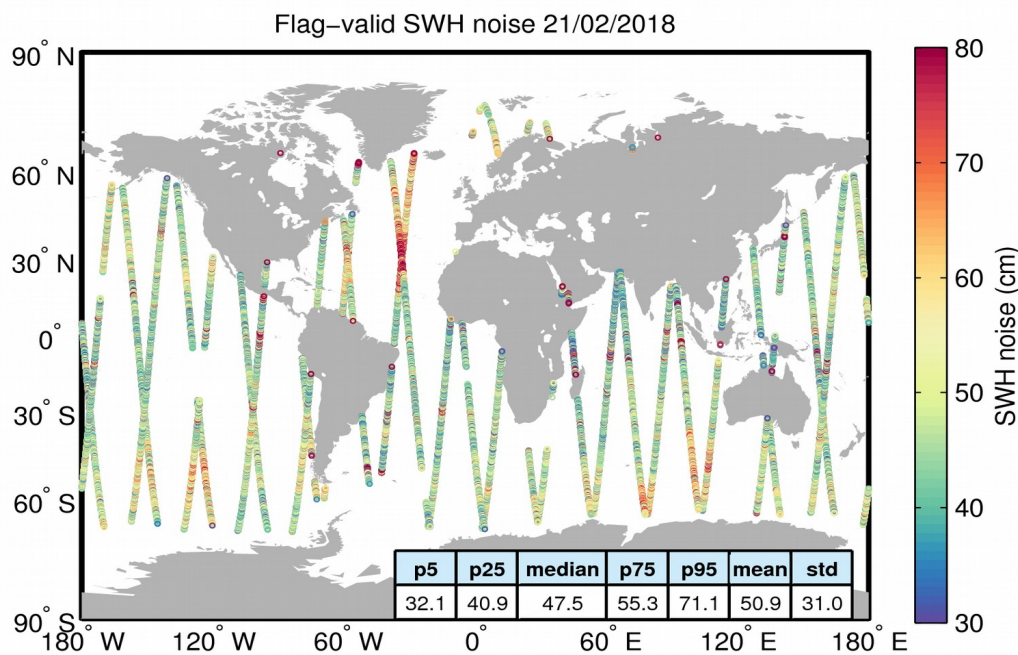 Flag−valid SWH noise 21/02/2018
90° N
60° N
30° N
0°
30° S
60° S
90° S
180° W
120° W
60° W
0°
60° E
120° E
180° E
p5 p25 median p75 p95 mean std
32.1 40.9 47.5 55.3 71.1 50.9 31.0
80
70
60
50
40
30
SWH noise (cm)